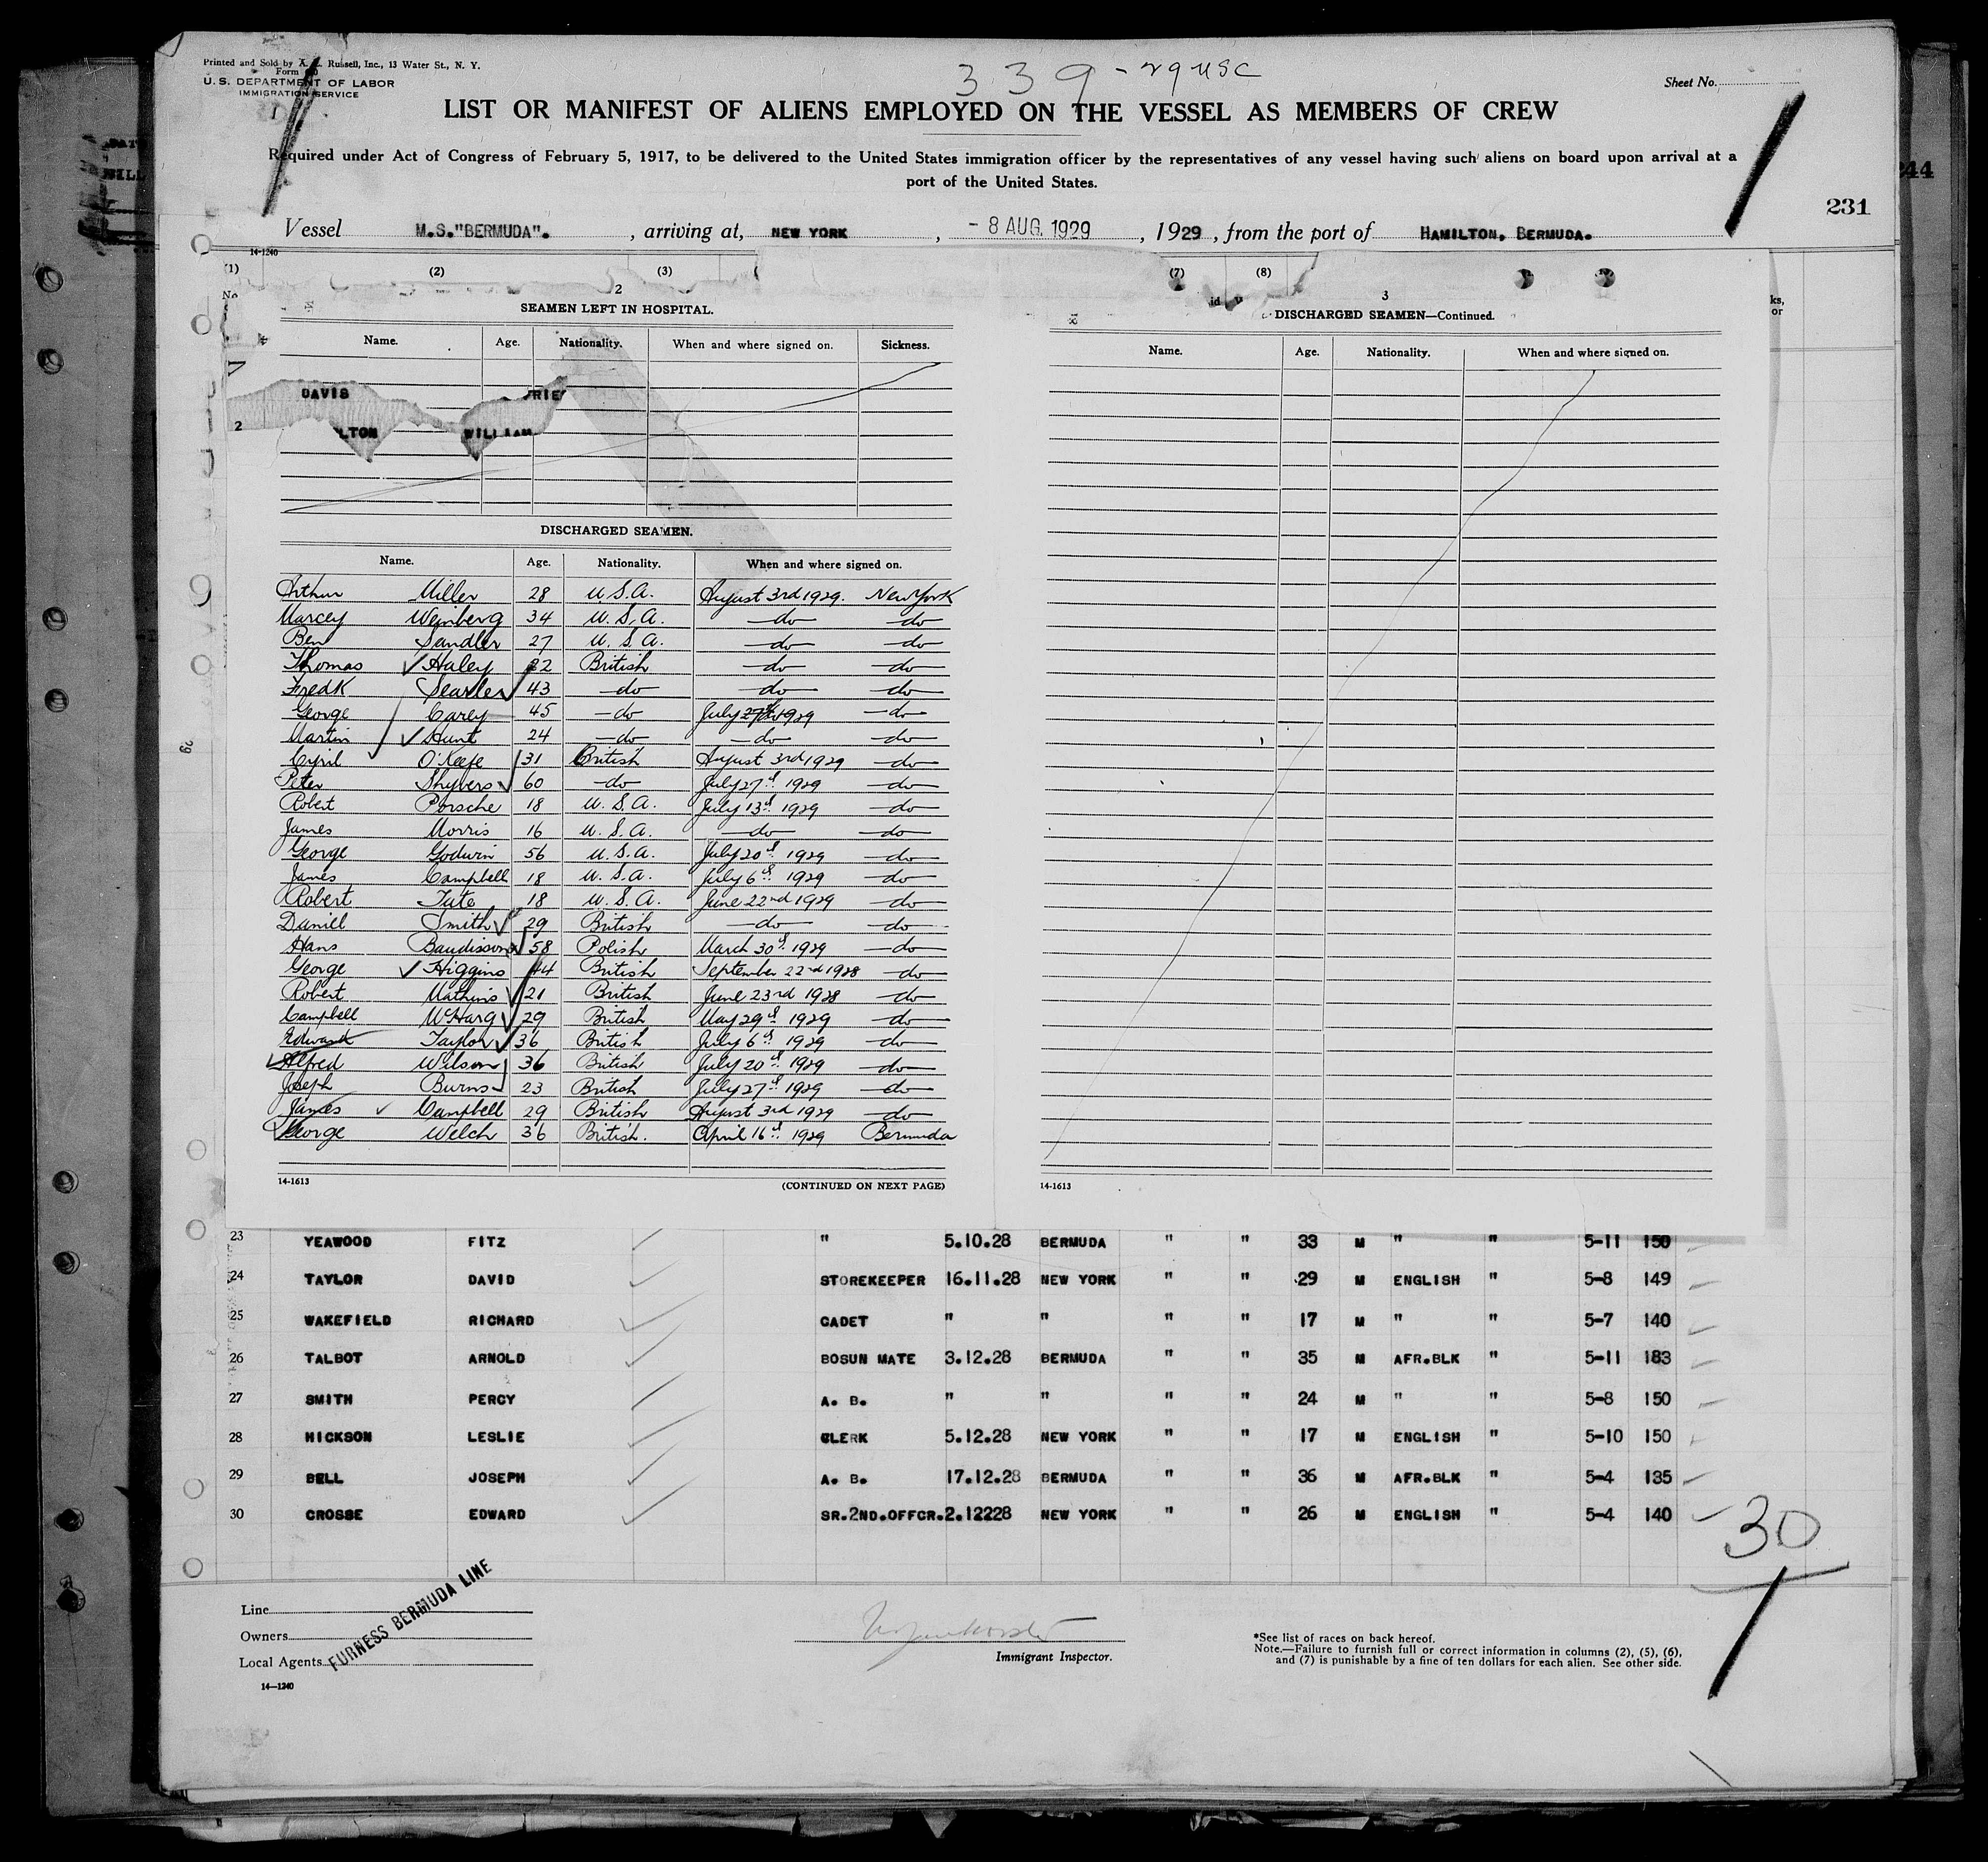 Printed and Sold by A. E. Russell, Inc., 13 Water St., N. Y.
Form
U. S. DEPARTMENT OF LABOR
IMMIGRATION SERVICE
339-29 USC
Sheet No.
LIST OR MANIFEST OF ALIENS EMPLOYED ON THE VESSEL AS MEMBERS OF CREW
Required under Act of Congress of February 5, 1917, to be delivered to the United States immigration officer by the representatives of any vessel having such aliens on board upon arrival at a
port of the United States.
244
231
Vessel M.S."BERMUDA". , arriving at, NEW YORK , - 8 AUG. 1929 , 1929 , from the port of HAMILTON, BERMUDA.
14-1240
(1) (2) (3) (7) (8)
No
2
SEAMEN LEFT IN HOSPITAL.
Name. Age. Nationality. When and where signed on. Sickness.
DAVIS
2 WILLIAM
DISCHARGED SEAMEN.
Name. Age. Nationality. When and where signed on.
Arthur Miller 28 U.S.A. August 3rd 1929. New York
Marcey Weinberg 34 U.S.A. do do
Ben Sandler 27 U.S.A. do do
Thomas Haley 22 British do do
Fredk Searle 43 do do do
George Carey 45 do July 27th 1929 do
Martin Hunt 24 do do do
Cyril O'Keefe 31 British August 3rd 1929 do
Peter Shybers 60 do July 27th 1929 do
Robert Porsche 18 U.S.A. July 13th 1929 do
James Morris 16 U.S.A. do do
George Godwin 56 U.S.A. July 20th 1929 do
James Campbell 18 U.S.A. July 6th 1929 do
Robert Tate 18 U.S.A. June 22nd 1929 do
Daniel Smith 29 British do do
Hans 58 Polish March 30th 1929 do
George Higgins 44 British September 22nd 1928 do
Robert Mathins 21 British June 23rd 1928 do
Campbell McHarg 29 British May 29th 1929 do
Edward Taylor 36 British July 6th 1929 do
Alfred Wilson 36 British July 20th 1929 do
Joseph Burns 23 British July 27th 1929 do
James Campbell 29 British August 3rd 1929 do
George Welch 36 British. April 16th 1929 Bermuda
14-1613 (CONTINUED ON NEXT PAGE)
3
DISCHARGED SEAMEN—Continued.
Name. Age. Nationality. When and where signed on.
14-1613
ks,
or
23 YEAWOOD FITZ " 5.10.28 BERMUDA " " 33 M " " 5-11 150
24 TAYLOR DAVID STOREKEEPER 16.11.28 NEW YORK " " 29 M ENGLISH " 5-8 149
25 WAKEFIELD RICHARD CADET " " " " 17 M " " 5-7 140
26 TALBOT ARNOLD BOSUN MATE 3.12.28 BERMUDA " " 35 M AFR.BLK " 5-11 183
27 SMITH PERCY A. B. " " " " 24 M " " 5-8 150
28 HICKSON LESLIE CLERK 5.12.28 NEW YORK " " 17 M ENGLISH " 5-10 150
29 BELL JOSEPH A. B. 17.12.28 BERMUDA " " 36 M AFR.BLK " 5-4 135
30 CROSSE EDWARD SR.2ND.OFFCR.2.12228 NEW YORK " " 26 M ENGLISH " 5-4 140
30
Line
Owners
Local Agents
FURNESS BERMUDA LINE
Immigrant Inspector.
*See list of races on back hereof.
Note.—Failure to furnish full or correct information in columns (2), (5), (6),
and (7) is punishable by a fine of ten dollars for each alien. See other side.
14—1240